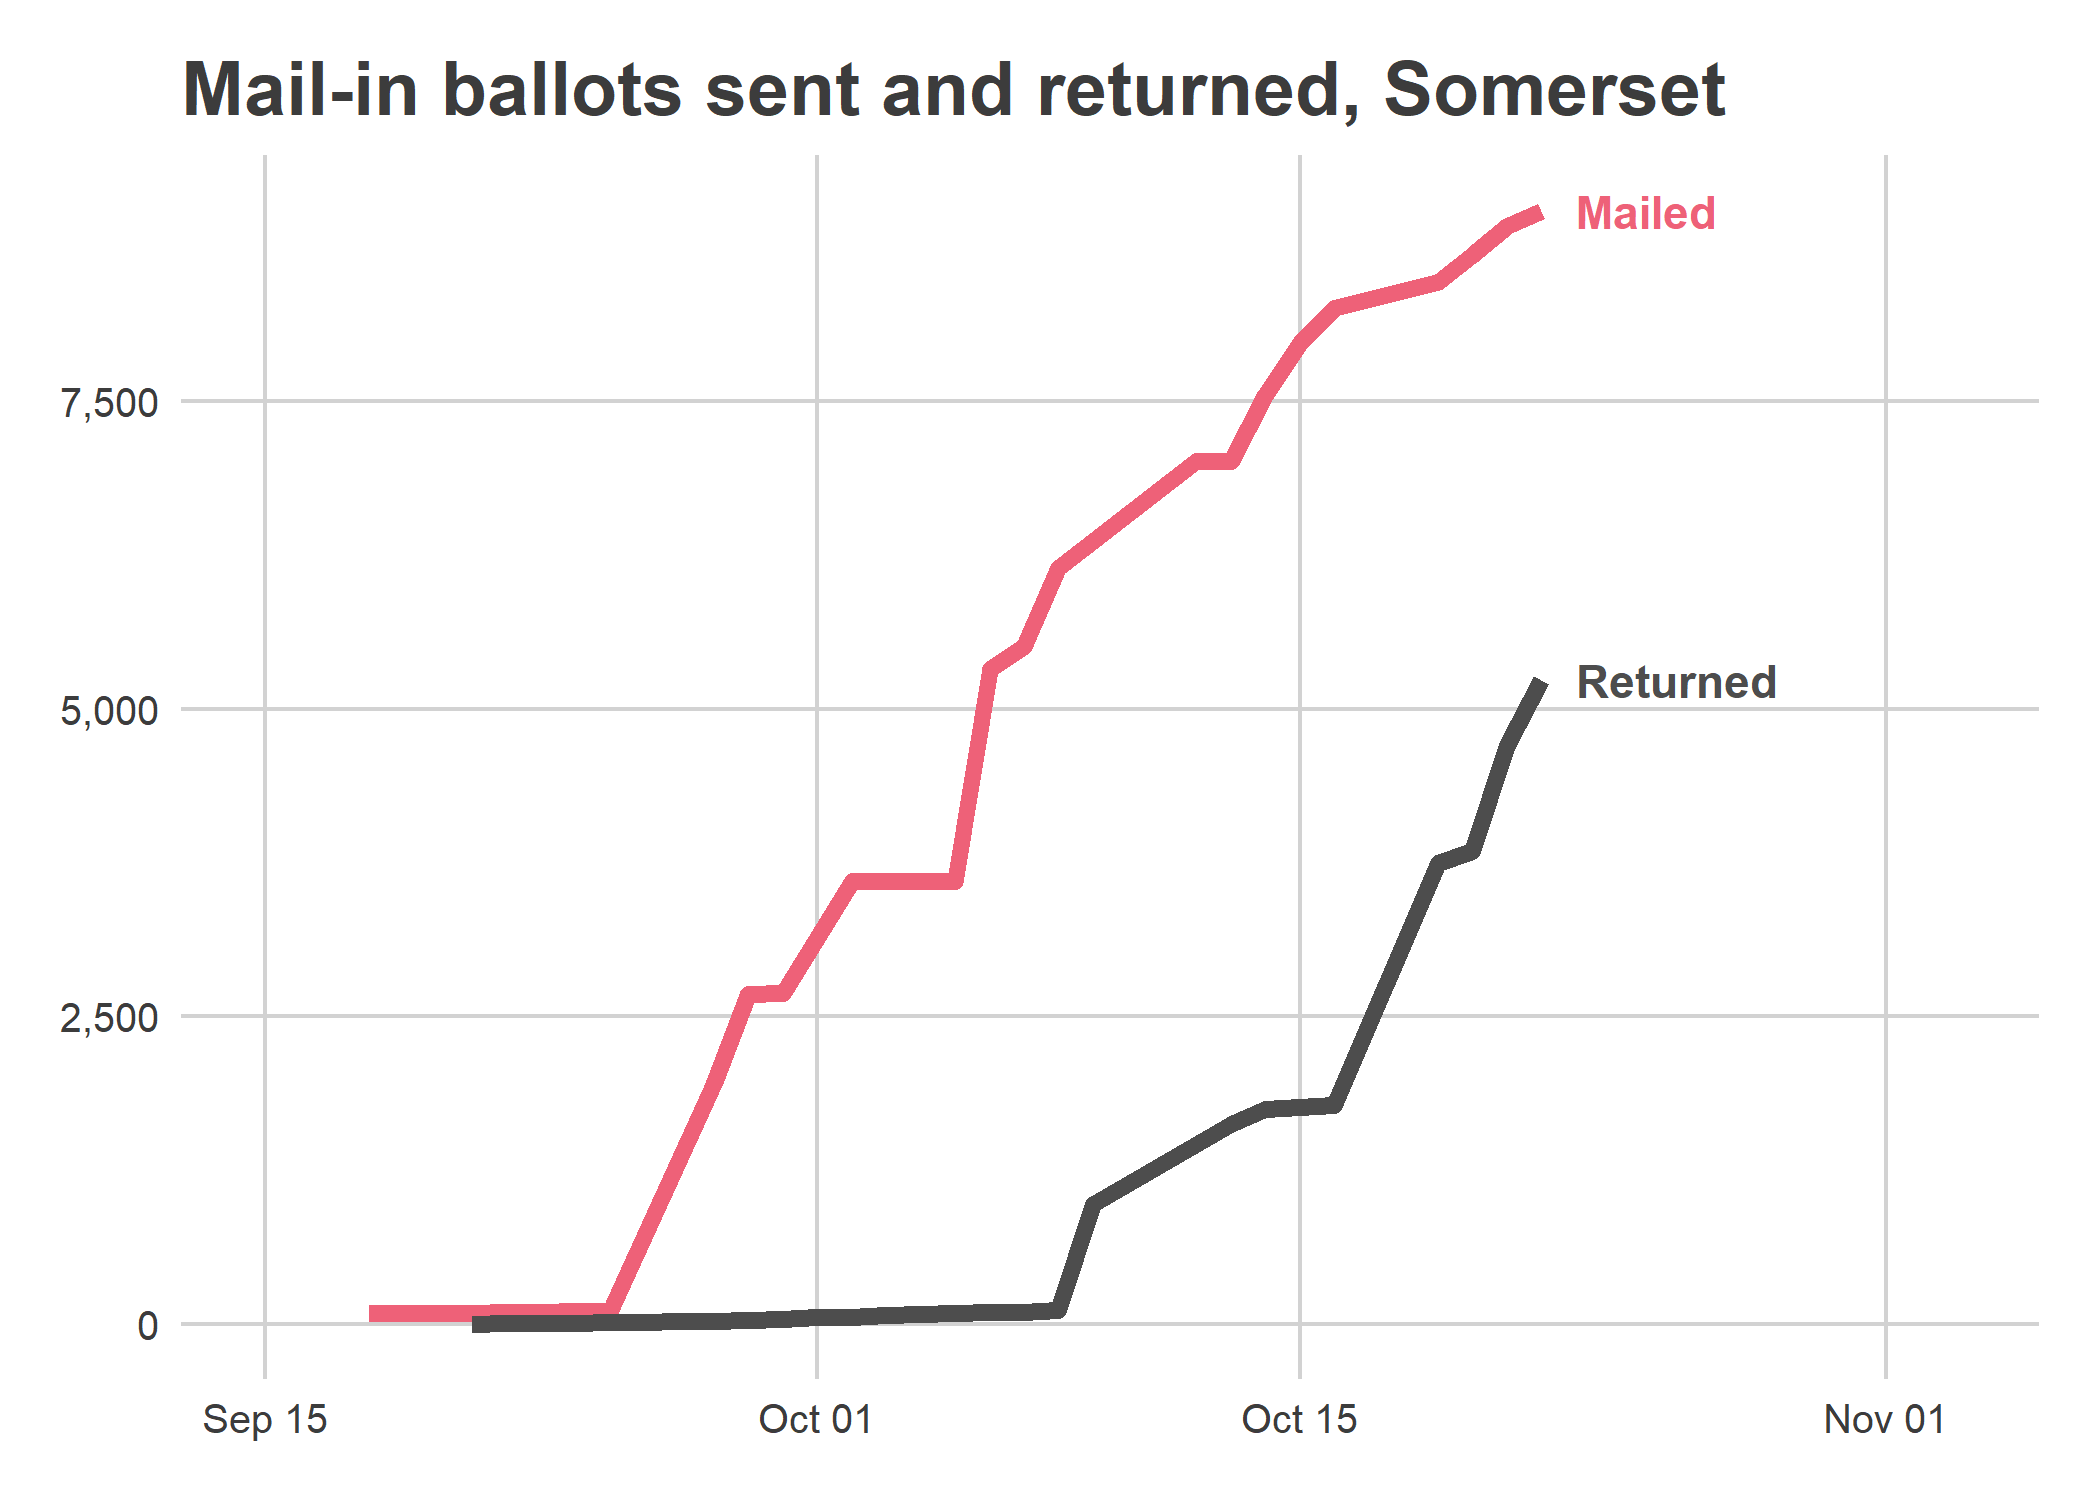 Mail-in ballots sent and returned, Somerset
Mailed
7,500
Returned
5,000
2,500
0
Sep 15
Oct 01
Oct 15
Nov 01